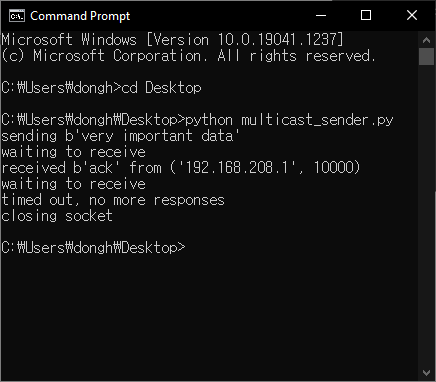 Command Prompt
Microsoft Windows [Version 10.0.19041.1237]
(c) Microsoft Corporation. All rights reserved.
C:₩Users₩dongh>cd Desktop
C:₩Users₩dongh₩Desktop>python multicast_sender.py
sending b'very important data'
waiting to receive
received b'ack' from ('192.168.208.1', 10000)
waiting to receive
timed out, no more responses
closing socket
C:₩Users₩dongh₩Desktop>